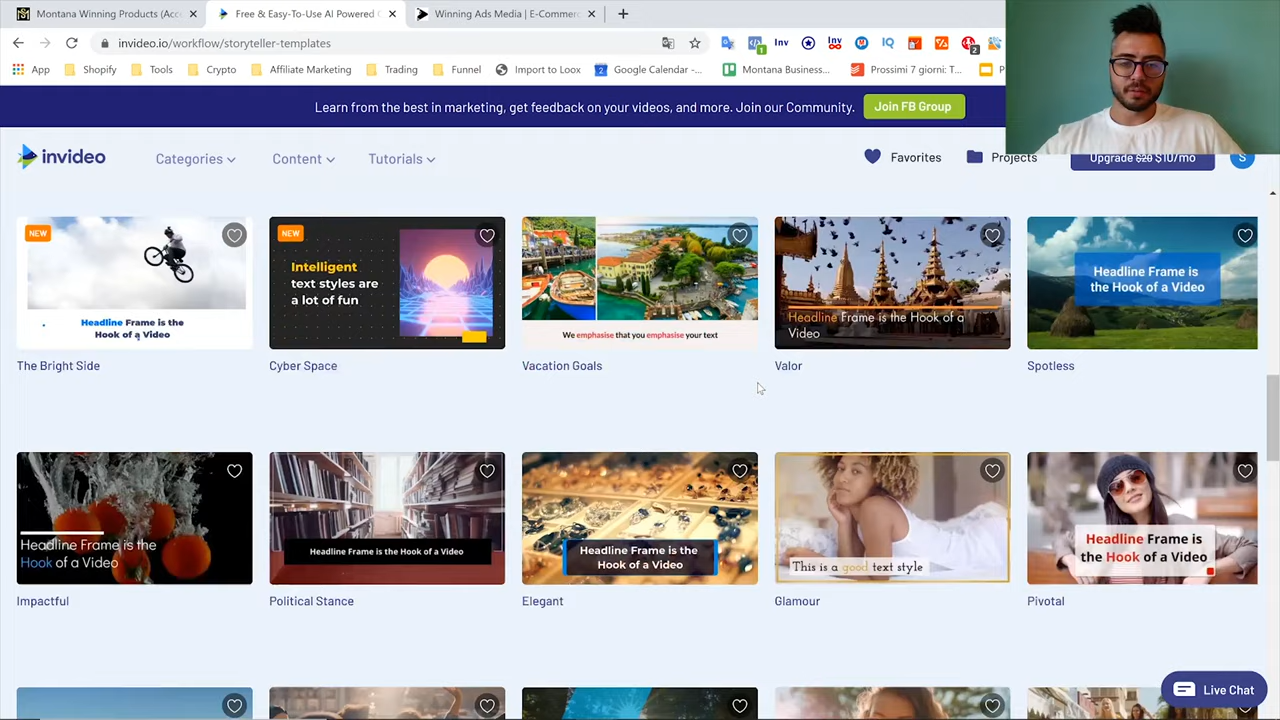 Montana Winning Products (Acc
Free & Easy-To-Use AI Powered
Winning Ads Media | E-Commerc
invideo.io/workflow/storyteller-templates
Inv
Inv
IQ
1
2
App
Shopify
Tools
Crypto
Affiliate Marketing
Trading
Funnel
Import to Loox
Google Calendar -...
Montana Business...
Prossimi 7 giorni: T...
Learn from the best in marketing, get feedback on your videos, and more. Join our Community.
Join FB Group
invideo
Categories
Content
Tutorials
Favorites
Projects
Upgrade $20 $10/mo
S
NEW
Headline Frame is the
Hook of a Video
The Bright Side
NEW
Intelligent
text styles are
a lot of fun
Cyber Space
We emphasise that you emphasise your text
Vacation Goals
Headline Frame is the Hook of a
Video
Valor
Headline Frame is
the Hook of a Video
Spotless
Headline Frame is the
Hook of a Video
Impactful
Headline Frame is the Hook of a Video
Political Stance
Headline Frame is the
Hook of a Video
Elegant
This is a good text style
Glamour
Headline Frame is
the Hook of a Video
Pivotal
Live Chat